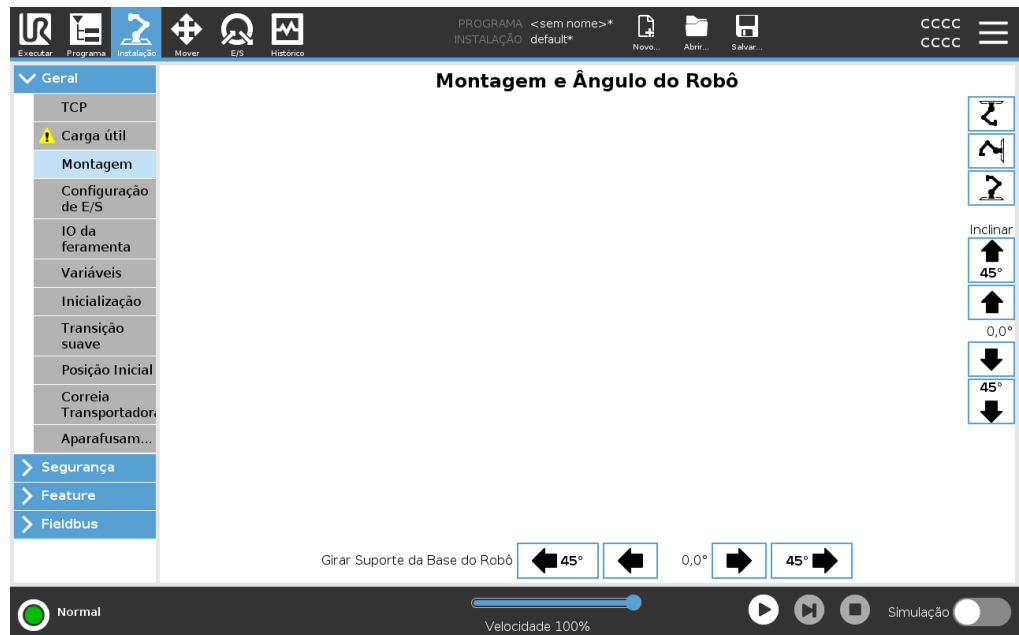 PROGRAMA <sem nome>*
INSTALAÇÃO default*
cccc
cccc
Executar Programa Instalação Mover E/S Histórico Novo... Abrir... Salvar...
Geral
TCP
Carga útil
Montagem
Configuração
de E/S
IO da
feramenta
Variáveis
Inicialização
Transição
suave
Posição Inicial
Correia
Transportadora
Aparafusam...
Segurança
Feature
Fieldbus
Montagem e Ângulo do Robô
Inclinar
45°
0,0°
45°
Girar Suporte da Base do Robô 45° 0,0° 45°
Normal
Velocidade 100%
Simulação